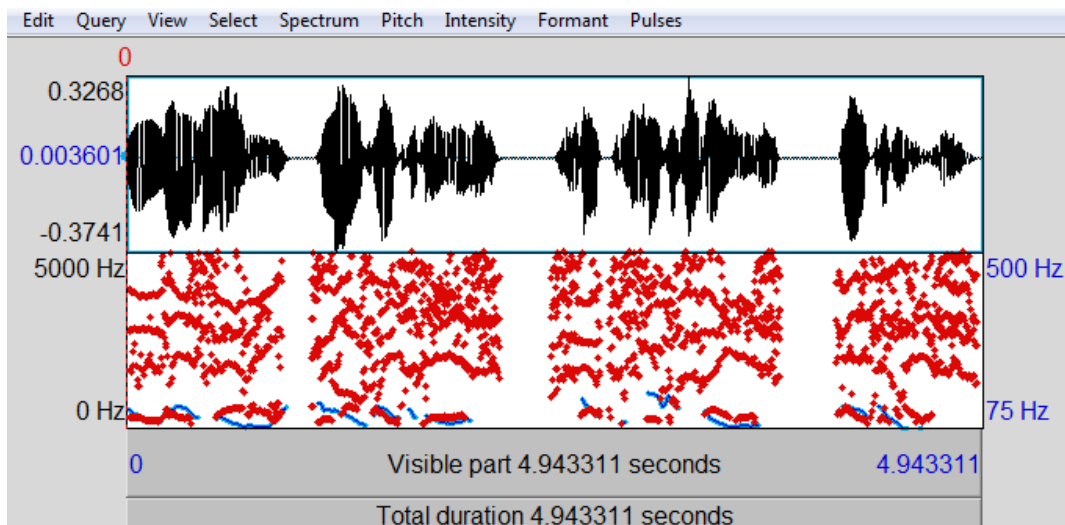 Edit Query View Select Spectrum Pitch Intensity Formant Pulses
0
0.3268
0.003601
-0.3741
5000 Hz 500 Hz
0 Hz 75 Hz
0 Visible part 4.943311 seconds 4.943311
Total duration 4.943311 seconds